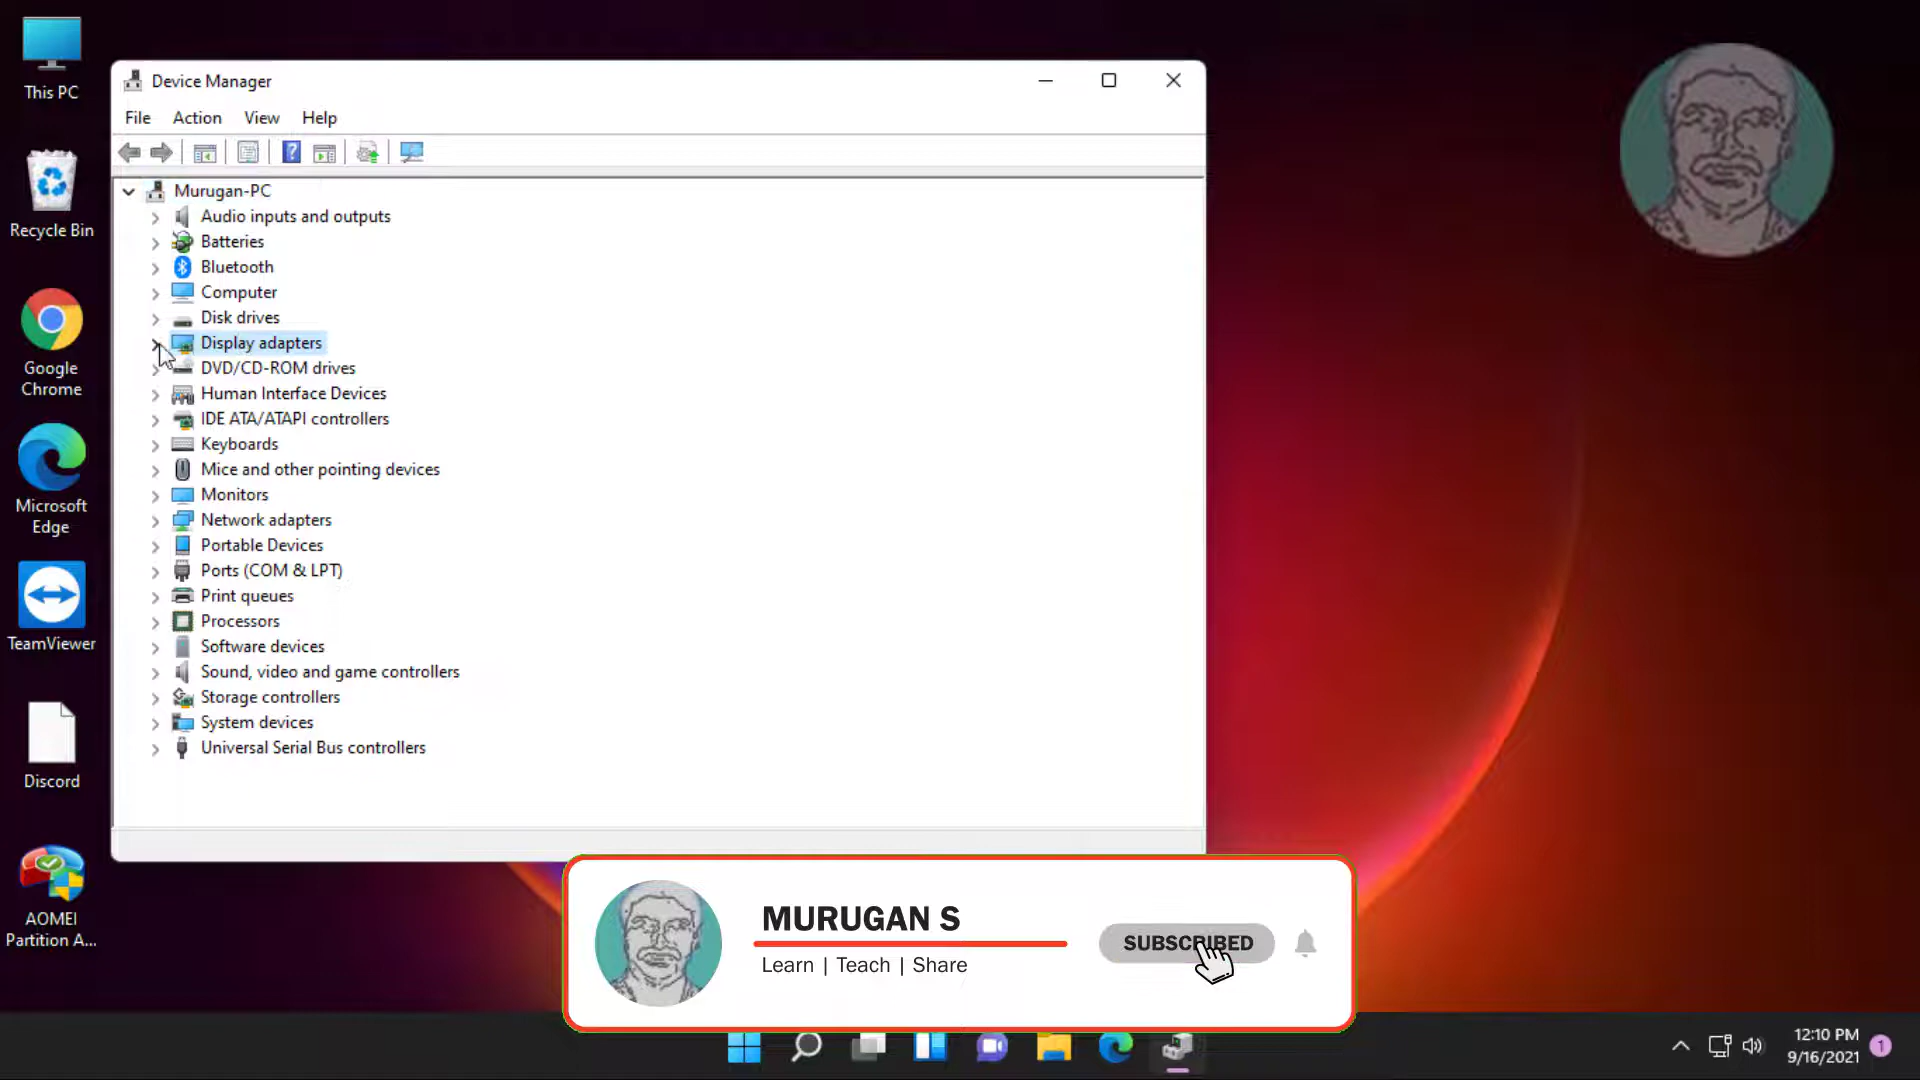 This PC
Recycle Bin
Google
Chrome
Microsoft
Edge
TeamViewer
Discord
AOMEI
Partition A...
Device Manager
File Action View Help
Murugan-PC
Audio inputs and outputs
Batteries
Bluetooth
Computer
Disk drives
Display adapters
DVD/CD-ROM drives
Human Interface Devices
IDE ATA/ATAPI controllers
Keyboards
Mice and other pointing devices
Monitors
Network adapters
Portable Devices
Ports (COM & LPT)
Print queues
Processors
Software devices
Sound, video and game controllers
Storage controllers
System devices
Universal Serial Bus controllers
MURUGAN S
Learn | Teach | Share
SUBSCRIBED
12:10 PM
9/16/2021
1